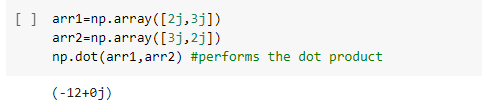 [ ] arr1=np.array([2j,3j])
arr2=np.array([3j,2j])
np.dot(arr1,arr2) #performs the dot product
(-12+0j)